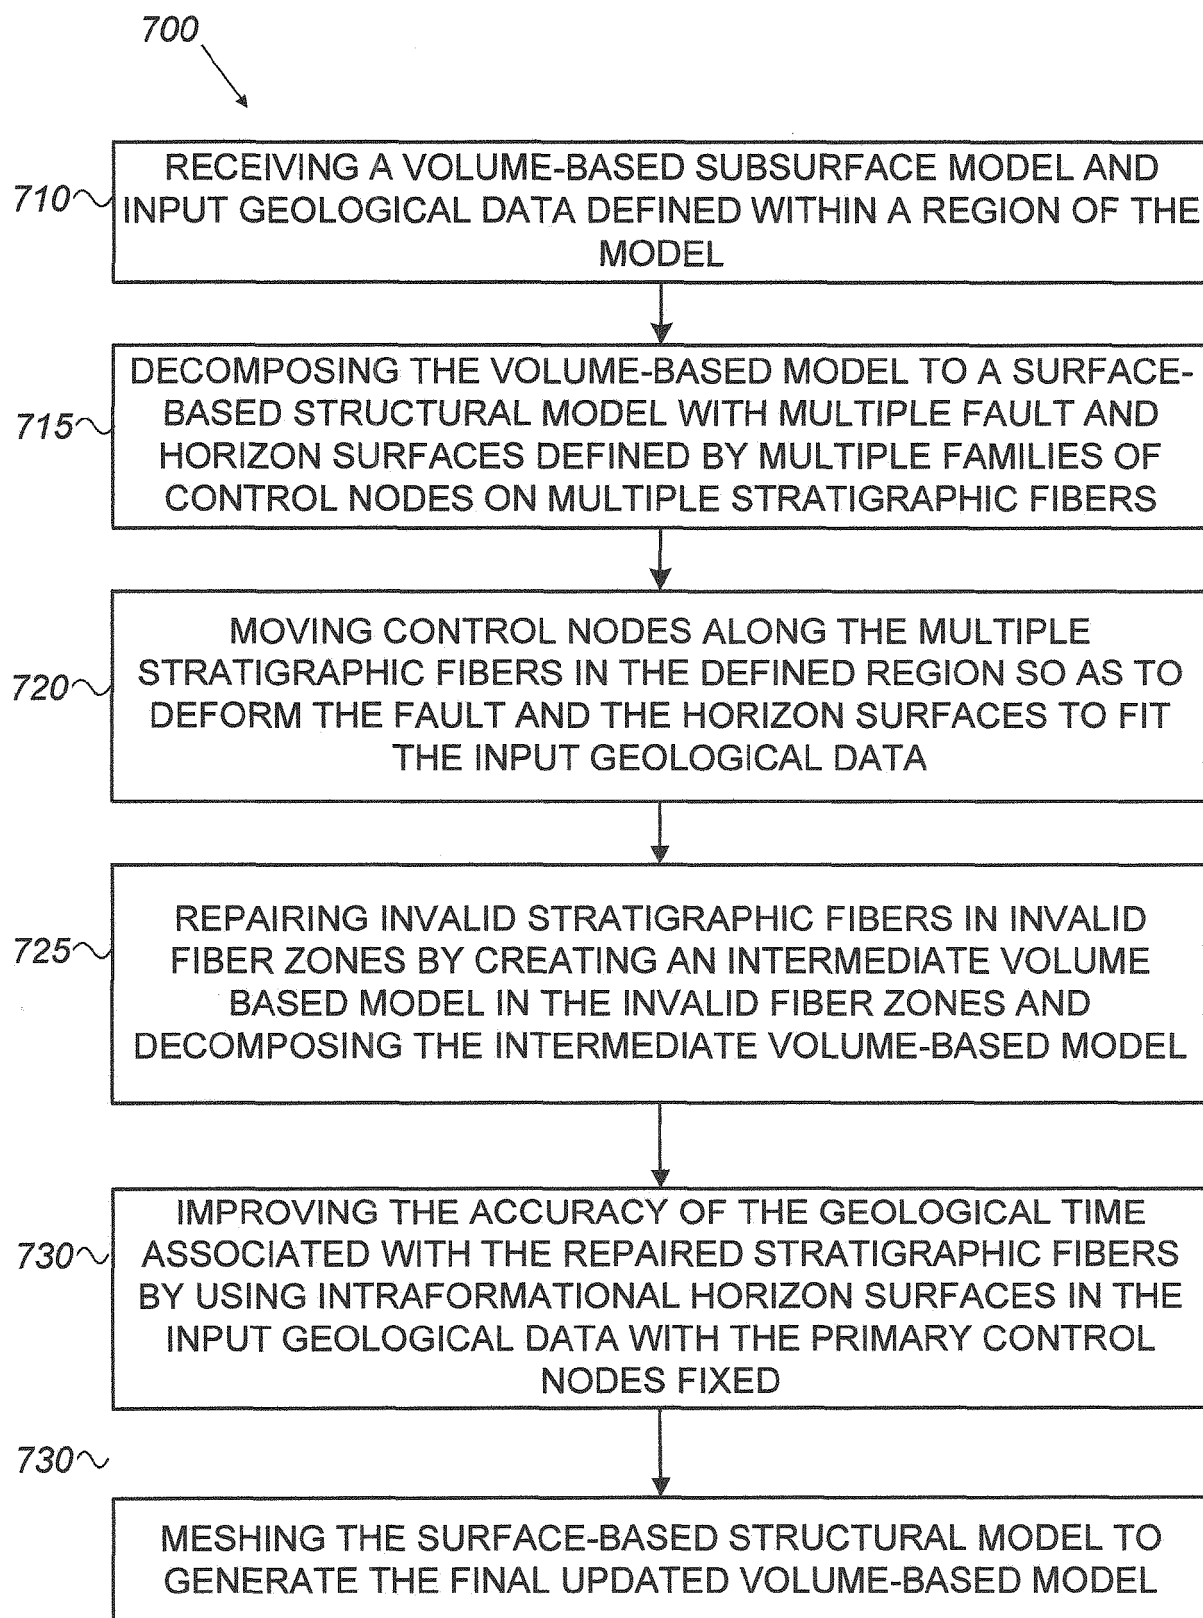 700
710
RECEIVING A VOLUME-BASED SUBSURFACE MODEL AND
INPUT GEOLOGICAL DATA DEFINED WITHIN A REGION OF THE
MODEL
715
DECOMPOSING THE VOLUME-BASED MODEL TO A SURFACE-
BASED STRUCTURAL MODEL WITH MULTIPLE FAULT AND
HORIZON SURFACES DEFINED BY MULTIPLE FAMILIES OF
CONTROL NODES ON MULTIPLE STRATIGRAPHIC FIBERS
720
MOVING CONTROL NODES ALONG THE MULTIPLE
STRATIGRAPHIC FIBERS IN THE DEFINED REGION SO AS TO
DEFORM THE FAULT AND THE HORIZON SURFACES TO FIT
THE INPUT GEOLOGICAL DATA
725
REPAIRING INVALID STRATIGRAPHIC FIBERS IN INVALID
FIBER ZONES BY CREATING AN INTERMEDIATE VOLUME
BASED MODEL IN THE INVALID FIBER ZONES AND
DECOMPOSING THE INTERMEDIATE VOLUME-BASED MODEL
730
IMPROVING THE ACCURACY OF THE GEOLOGICAL TIME
ASSOCIATED WITH THE REPAIRED STRATIGRAPHIC FIBERS
BY USING INTRAFORMATIONAL HORIZON SURFACES IN THE
INPUT GEOLOGICAL DATA WITH THE PRIMARY CONTROL
NODES FIXED
730
MESHING THE SURFACE-BASED STRUCTURAL MODEL TO
GENERATE THE FINAL UPDATED VOLUME-BASED MODEL